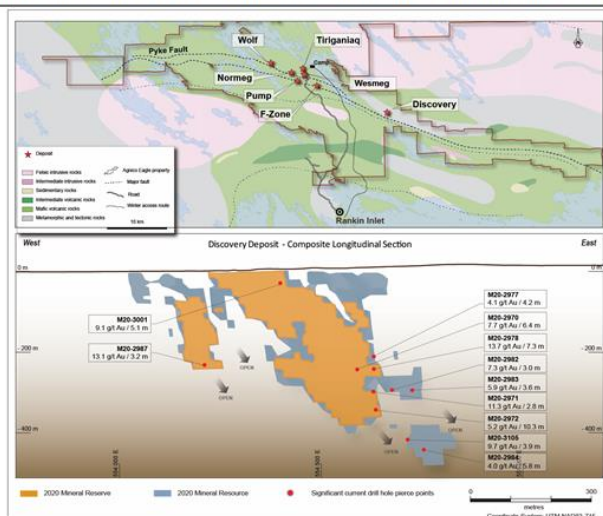 Wolf
Tiriganiaq
Pyke Fault
Camp
Normeg
Wesmeg
Pump
Discovery
F-Zone
Deposit
Felsic intrusive rocks
Intermediate intrusive rocks
Sedimentary rocks
Intermediate volcanic rocks
Mafic volcanic rocks
Metamorphic and tectonic rocks
Agnico Eagle property
Major fault
Road
Winter access route
10 km
Rankin Inlet
West
Discovery Deposit - Composite Longitudinal Section
East
0 m
0 m
M20-2977
4.1 g/t Au / 4.2 m
M20-2970
7.7 g/t Au / 6.4 m
M20-3001
9.1 g/t Au / 5.1 m
M20-2978
13.7 g/t Au / 7.3 m
M20-2987
13.1 g/t Au / 3.2 m
M20-2982
7.3 g/t Au / 3.0 m
-200 m
-200 m
OPEN
M20-2983
5.9 g/t Au / 3.6 m
OPEN
M20-2971
11.3 g/t Au / 2.8 m
M20-2972
5.2 g/t Au / 10.3 m
-400 m
-400 m
OPEN
OPEN
M20-3105
9.7 g/t Au / 3.9 m
M20-2984
4.0 g/t Au / 5.8 m
2020 Mineral Reserve
2020 Mineral Resource
Significant current drill hole pierce points
0
300
metres